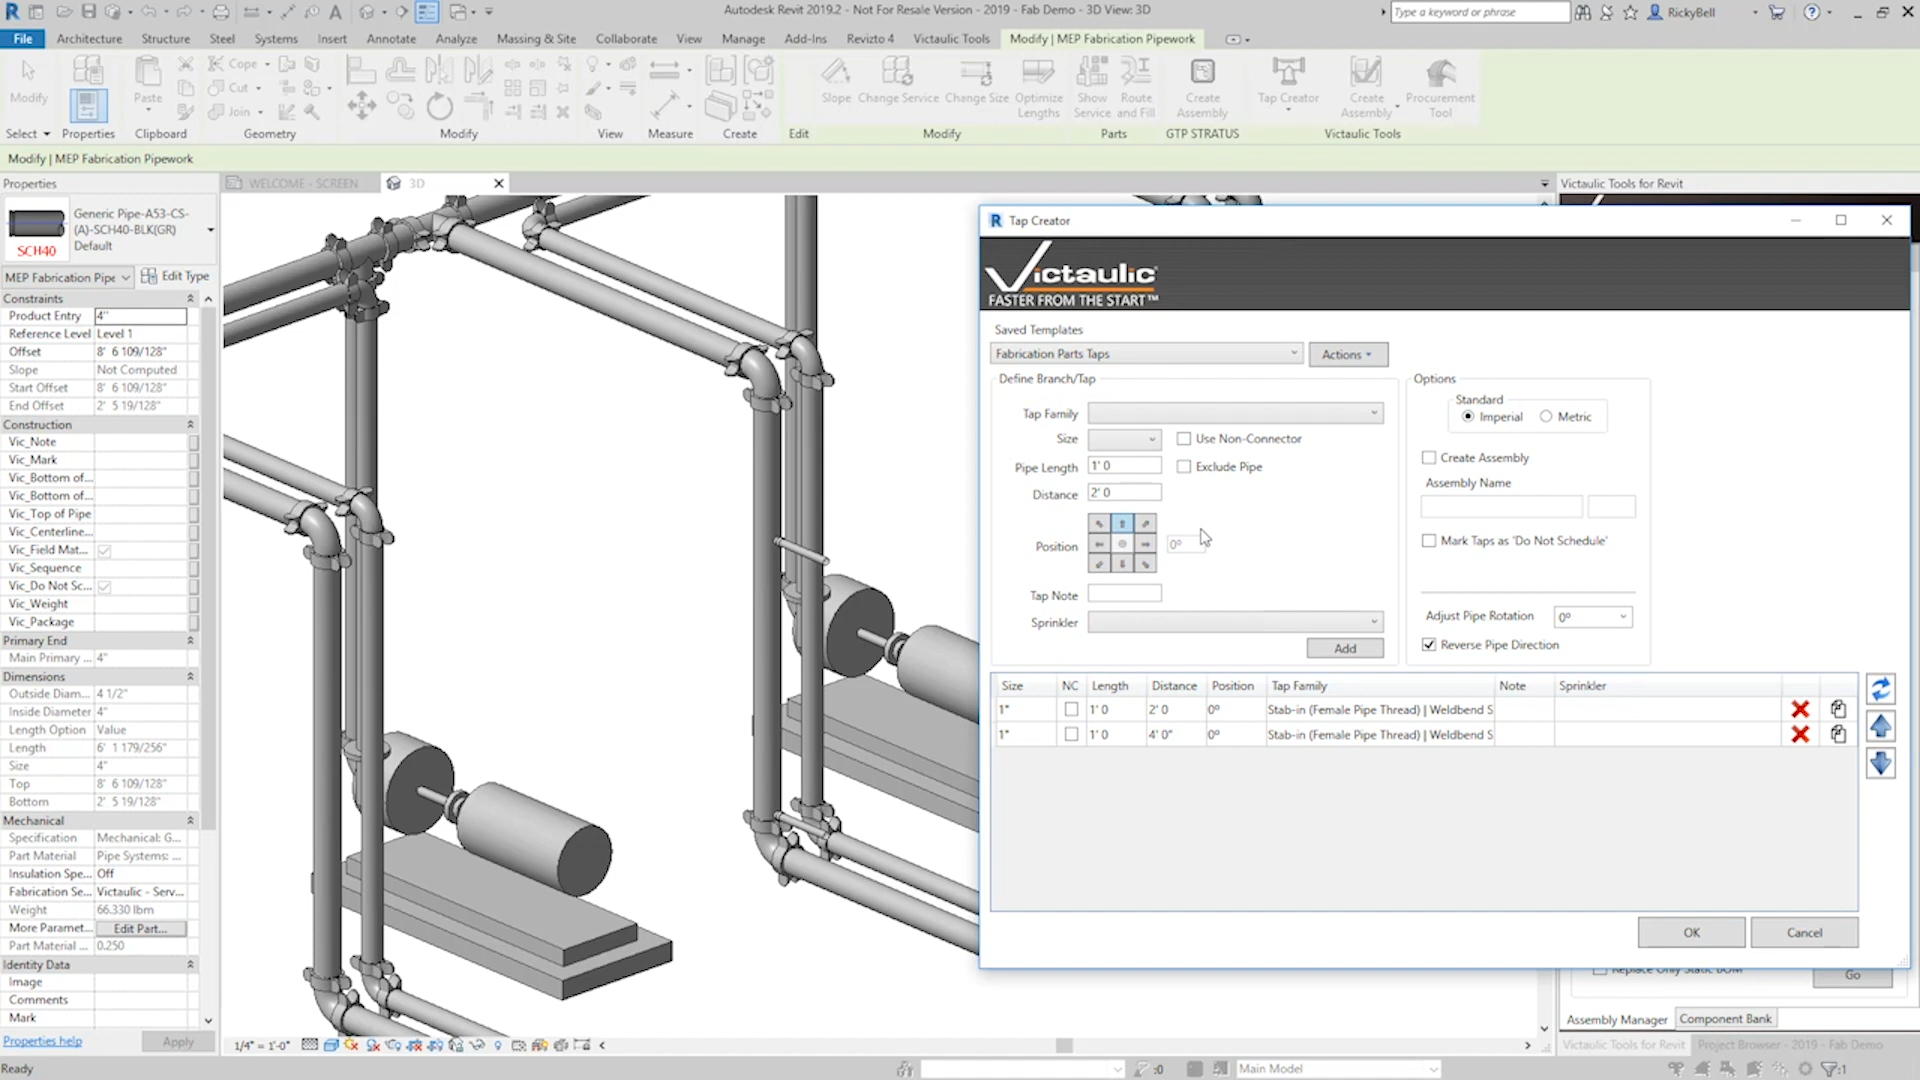 Autodesk Revit 2019.2 - Not For Resale Version - 2019 - Fab Demo - 3D View: 3D
Type a keyword or phrase
RickyBell
File Architecture Structure Steel Systems Insert Annotate Analyze Massing & Site Collaborate View Manage Add-Ins Revizto 4 Victaulic Tools Modify | MEP Fabrication Pipework
Modify
Paste
Cope
Cut
Join
Slope Change Service Change Size Optimize Lengths Show Service Route and Fill Create Assembly Tap Creator Create Assembly Procurement Tool
Select Properties Clipboard Geometry Modify View Measure Create Edit Modify Parts GTP STRATUS Victaulic Tools
Modify | MEP Fabrication Pipework
Properties
WELCOME - SCREEN
3D
Victaulic Tools for Revit
SCH40
Generic Pipe-A53-CS-
(A)-SCH40-BLK(GR)
Default
MEP Fabrication Pipe Edit Type
Constraints
Product Entry 4"
Reference Level Level 1
Offset 8' 6 109/128"
Slope Not Computed
Start Offset 8' 6 109/128"
End Offset 2' 5 19/128"
Construction
Vic_Note
Vic_Mark
Vic_Bottom of...
Vic_Bottom of...
Vic_Top of Pipe
Vic_Centerline...
Vic_Field Mat...
Vic_Sequence
Vic_Do Not Sc...
Vic_Weight
Vic_Package
Primary End
Main Primary ... 4"
Dimensions
Outside Diam... 4 1/2"
Inside Diameter 4"
Length Option Value
Length 6' 1 179/256"
Size 4"
Top 8' 6 109/128"
Bottom 2' 5 19/128"
Mechanical
Specification Mechanical: G...
Part Material Pipe Systems: ...
Insulation Spe... Off
Fabrication Se... Victaulic - Serv...
Weight 66.330 lbm
More Paramet... Edit Part...
Part Material ... 0.250
Identity Data
Image
Comments
Mark
Properties help Apply
1/4" = 1'-0"
Ready
:0
Main Model
:1
Tap Creator
Victaulic
FASTER FROM THE START™
Saved Templates
Fabrication Parts Taps
Actions
Define Branch/Tap
Tap Family
Size
Use Non-Connector
Pipe Length 1' 0
Exclude Pipe
Distance 2' 0
Position 0º
Tap Note
Sprinkler
Add
Options
Standard
Imperial Metric
Create Assembly
Assembly Name
Mark Taps as 'Do Not Schedule'
Adjust Pipe Rotation 0º
Reverse Pipe Direction
Size NC Length Distance Position Tap Family Note Sprinkler
1" 1' 0 2' 0 0º Stab-in (Female Pipe Thread) | Weldbend S
1" 1' 0 4' 0" 0º Stab-in (Female Pipe Thread) | Weldbend S
OK Cancel
Replace Only Static BOM
Go
Assembly Manager Component Bank
Victaulic Tools for Revit Project Browser - 2019 - Fab Demo